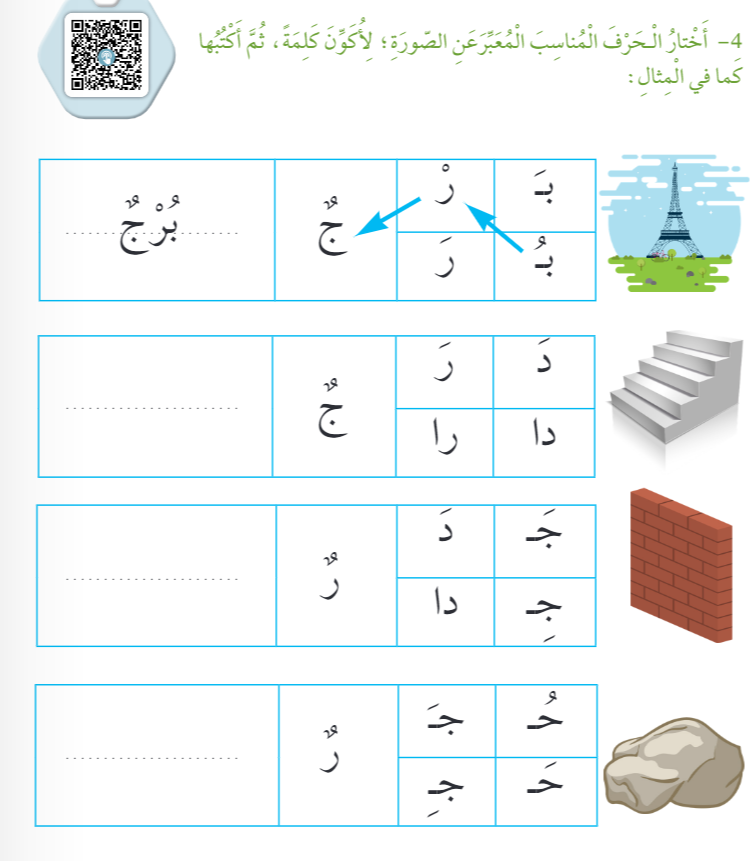 4- أَخْتارُ الْحَرْفَ الْمُناسِبَ الْمُعَبِّرَ عَنِ الصّورَةِ؛ لِأُكَوِّنَ كَلِمَةً، ثُمَّ أَكْتُبُها
كَما في الْمِثالِ:
بَـ رْ جٌ بُرْجٌ
بُـ رَ
دَ رَ جٌ
دا را
جَـ دَ رٌ
جِـ دا
حُـ جَـ رٌ
حَـ جِـ